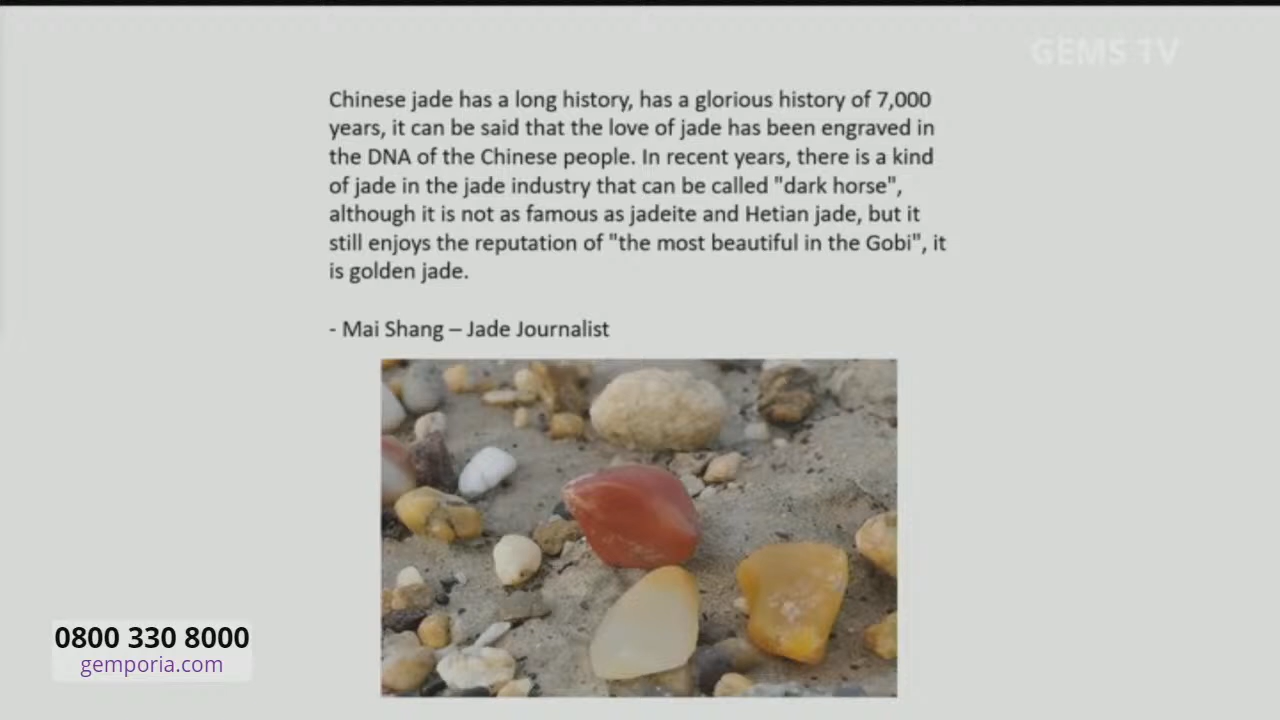 GEMS TV
Chinese jade has a long history, has a glorious history of 7,000
years, it can be said that the love of jade has been engraved in
the DNA of the Chinese people. In recent years, there is a kind
of jade in the jade industry that can be called "dark horse",
although it is not as famous as jadeite and Hetian jade, but it
still enjoys the reputation of "the most beautiful in the Gobi", it
is golden jade.
- Mai Shang – Jade Journalist
0800 330 8000
gemporia.com